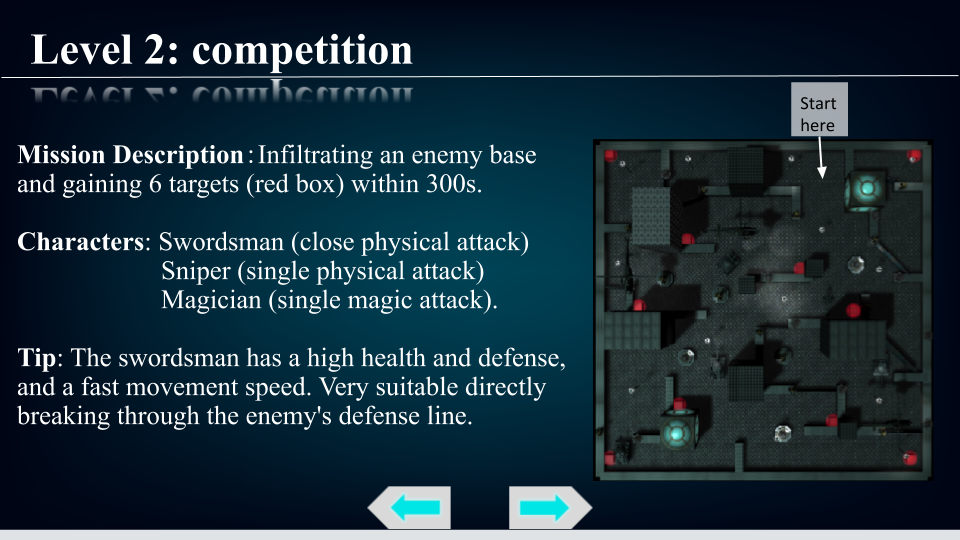 Level 2: competition
Start
here
Mission Description：Infiltrating an enemy base
and gaining 6 targets (red box) within 300s.
Characters: Swordsman (close physical attack)
Sniper (single physical attack)
Magician (single magic attack).
Tip: The swordsman has a high health and defense,
and a fast movement speed. Very suitable directly
breaking through the enemy's defense line.